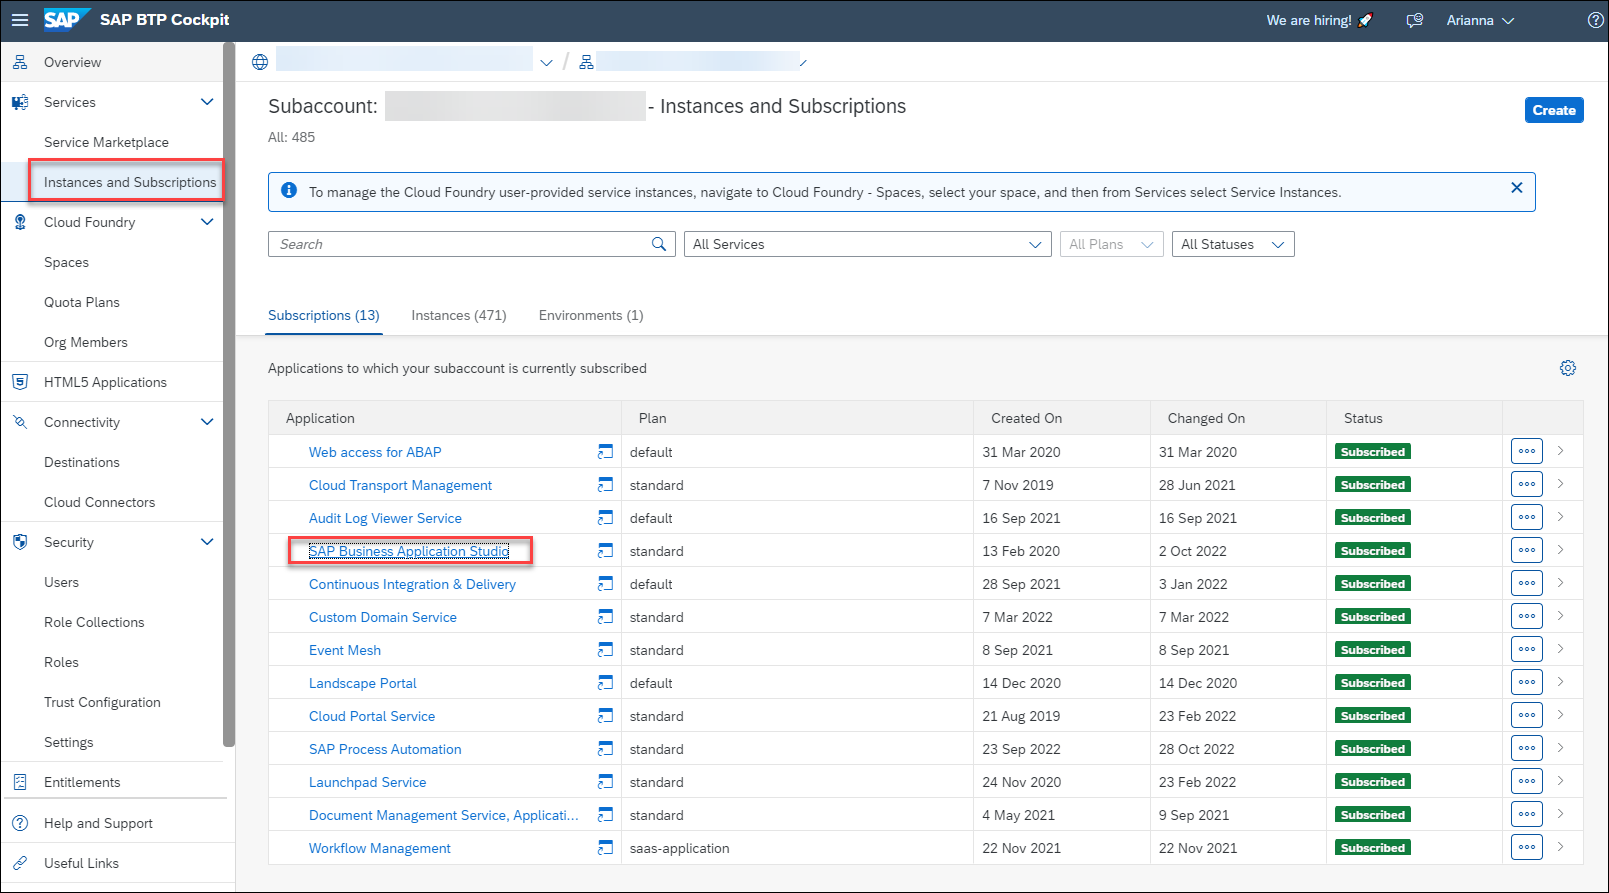 SAP SAP BTP Cockpit
We are hiring! 🚀
Arianna
Overview
Services
Service Marketplace
Instances and Subscriptions
Cloud Foundry
Spaces
Quota Plans
Org Members
HTML5 Applications
Connectivity
Destinations
Cloud Connectors
Security
Users
Role Collections
Roles
Trust Configuration
Settings
Entitlements
Help and Support
Useful Links
/
Subaccount: - Instances and Subscriptions
All: 485
Create
To manage the Cloud Foundry user-provided service instances, navigate to Cloud Foundry - Spaces, select your space, and then from Services select Service Instances.
Search
All Services
All Plans
All Statuses
Subscriptions (13) Instances (471) Environments (1)
Applications to which your subaccount is currently subscribed
Application Plan Created On Changed On Status
Web access for ABAP default 31 Mar 2020 31 Mar 2020 Subscribed
Cloud Transport Management standard 7 Nov 2019 28 Jun 2021 Subscribed
Audit Log Viewer Service default 16 Sep 2021 16 Sep 2021 Subscribed
SAP Business Application Studio standard 13 Feb 2020 2 Oct 2022 Subscribed
Continuous Integration & Delivery default 28 Sep 2021 3 Jan 2022 Subscribed
Custom Domain Service standard 7 Mar 2022 7 Mar 2022 Subscribed
Event Mesh standard 8 Sep 2021 8 Sep 2021 Subscribed
Landscape Portal default 14 Dec 2020 14 Dec 2020 Subscribed
Cloud Portal Service standard 21 Aug 2019 23 Feb 2022 Subscribed
SAP Process Automation standard 23 Sep 2022 28 Oct 2022 Subscribed
Launchpad Service standard 24 Nov 2020 23 Feb 2022 Subscribed
Document Management Service, Applicati... standard 4 May 2021 9 Sep 2021 Subscribed
Workflow Management saas-application 22 Nov 2021 22 Nov 2021 Subscribed